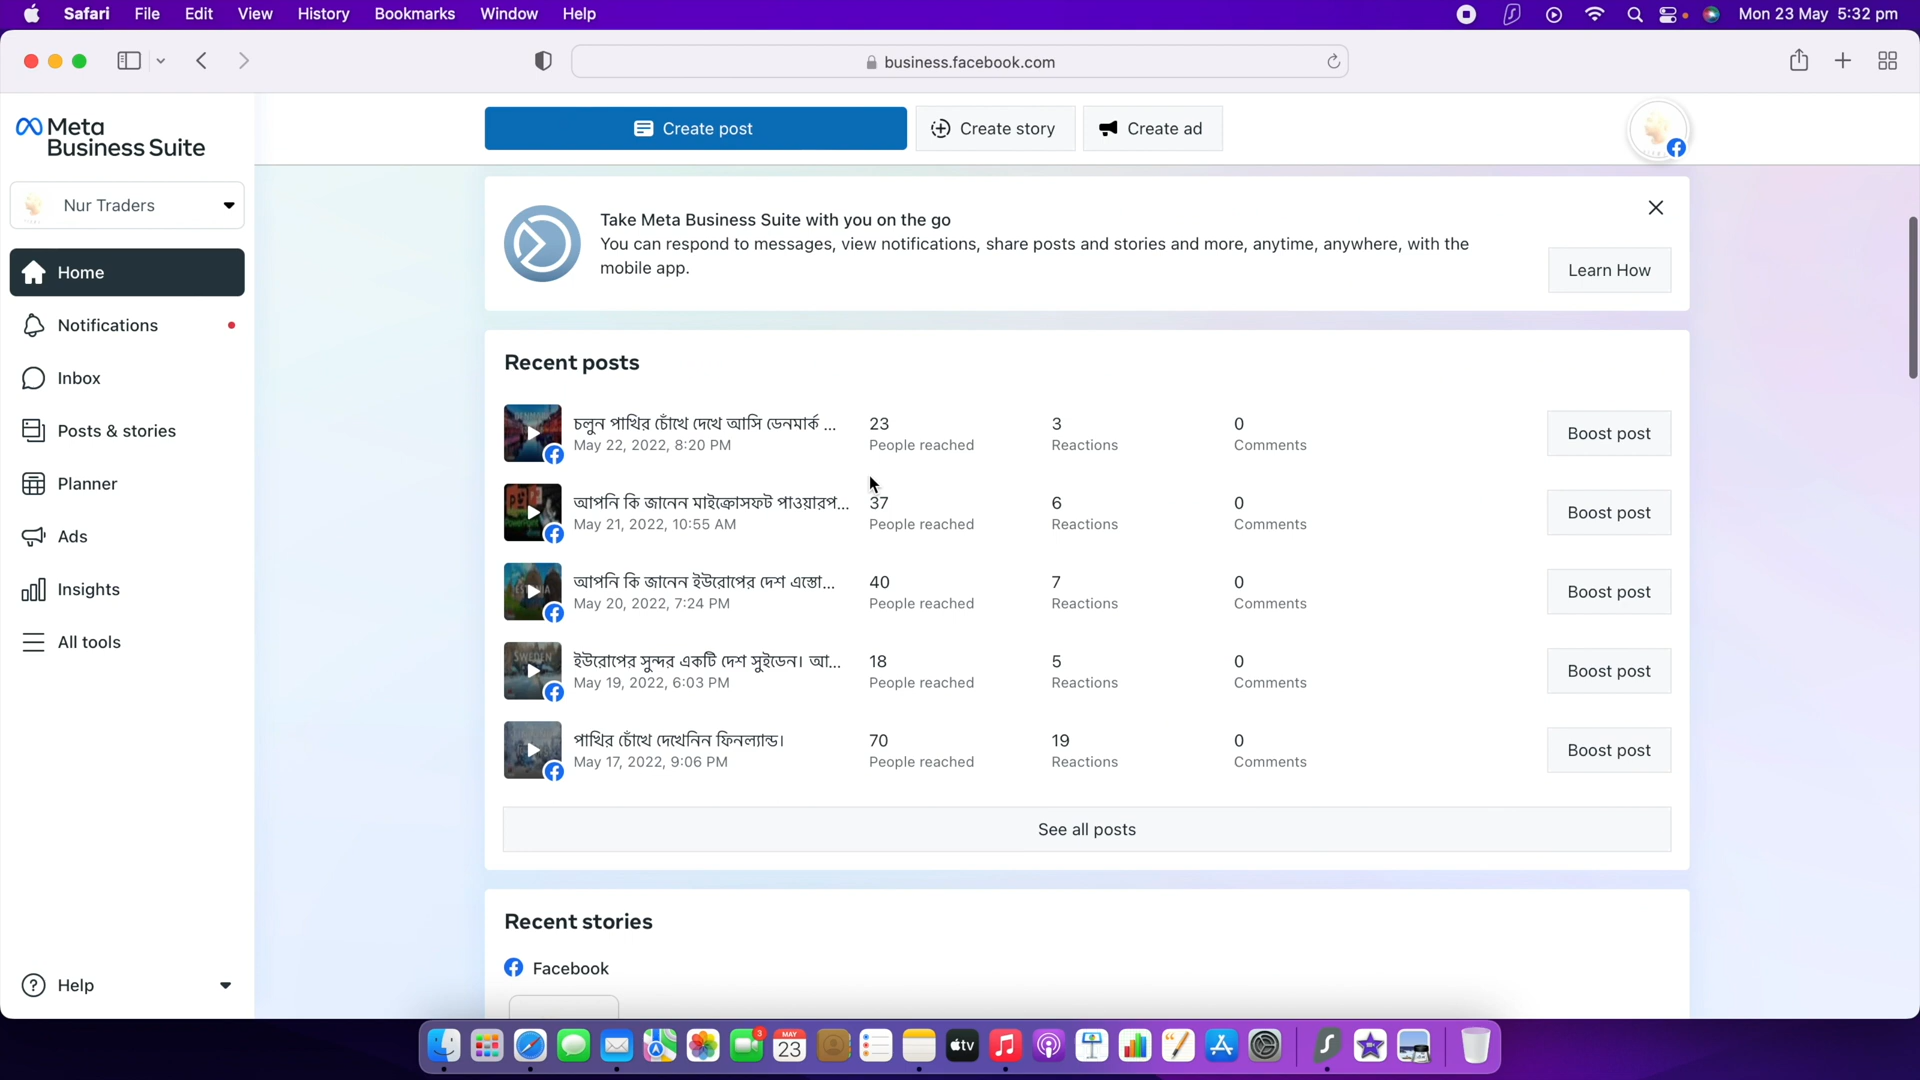 Safari File Edit View History Bookmarks Window Help Mon 23 May 5:32 pm
business.facebook.com
Meta
Business Suite
Create post Create story Create ad
Nur Traders
Home
Notifications
Inbox
Posts & stories
Planner
Ads
Insights
All tools
Help
Take Meta Business Suite with you on the go
You can respond to messages, view notifications, share posts and stories and more, anytime, anywhere, with the
mobile app.
Learn How
Recent posts
চলুন পাখির চোঁখে দেখে আসি ডেনমার্ক ... 23 3 0
May 22, 2022, 8:20 PM People reached Reactions Comments
Boost post
আপনি কি জানেন মাইক্রোসফট পাওয়ারপ... 37 6 0
May 21, 2022, 10:55 AM People reached Reactions Comments
Boost post
আপনি কি জানেন ইউরোপের দেশ এস্তো... 40 7 0
May 20, 2022, 7:24 PM People reached Reactions Comments
Boost post
SWEDEN
ইউরোপের সুন্দর একটি দেশ সুইডেন। আ... 18 5 0
May 19, 2022, 6:03 PM People reached Reactions Comments
Boost post
পাখির চোঁখে দেখেনিন ফিনল্যান্ড। 70 19 0
May 17, 2022, 9:06 PM People reached Reactions Comments
Boost post
See all posts
Recent stories
Facebook
3
MAY
23
tv